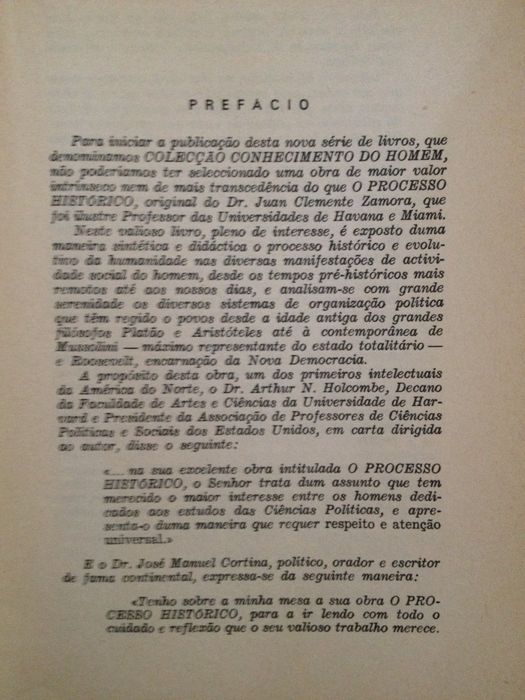 PREFÁCIO
Para iniciar a publicação desta nova série de livros, que
denominamos COLECÇÃO CONHECIMENTO DO HOMEM,
não poderíamos ter seleccionado uma obra de maior valor
intrínseco nem de mais transcedência do que O PROCESSO
HISTÓRICO, original do Dr. Juan Clemente Zamora, que
foi ilustre Professor das Universidades de Havana e Miami.
Neste valioso livro, pleno de interesse, é exposto duma
maneira sintética e didáctica o processo histórico e evolu-
tivo da humanidade nas diversas manifestações de activi-
dade social do homem, desde os tempos pré-históricos mais
remotos até aos nossos dias, e analisam-se com grande
serenidade os diversos sistemas de organização política
que têm regido o povos desde a idade antiga dos grandes
filósofos Platão e Aristóteles até à contemporânea de
Mussolini — máximo representante do estado totalitário —
e Roosevelt, encarnação da Nova Democracia.
A propósito desta obra, um dos primeiros intelectuais
da América do Norte, o Dr. Arthur N. Holcombe, Decano
da Faculdade de Artes e Ciências da Universidade de Har-
vard e Presidente da Associação de Professores de Ciências
Políticas e Sociais dos Estados Unidos, em carta dirigida
ao autor, disse o seguinte:
«... na sua excelente obra intitulada O PROCESSO
HISTÓRICO, o Senhor trata dum assunto que tem
merecido o maior interesse entre os homens dedi-
cados aos estudos das Ciências Políticas, e apre-
senta-o duma maneira que requer respeito e atenção
universal.»
E o Dr. José Manuel Cortina, político, orador e escritor
de fama continental, expressa-se da seguinte maneira:
«Tenho sobre a minha mesa a sua obra O PRO-
CESSO HISTÓRICO, para a ir lendo com todo o
cuidado e reflexão que o seu valioso trabalho merece.